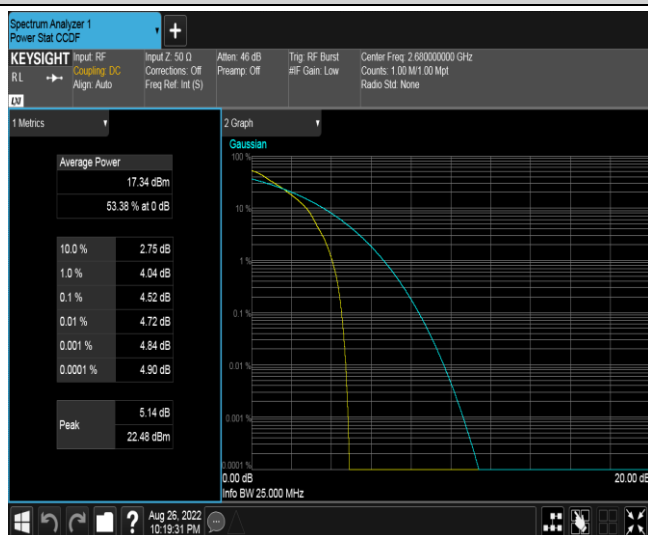 Spectrum Analyzer 1
Power Stat CCDF
KEYSIGHT
RL
Input: RF
Coupling: DC
Align: Auto
Input Z: 50 Ω
Corrections: Off
Freq Ref: Int (S)
Atten: 46 dB
Preamp: Off
Trig: RF Burst
#IF Gain: Low
Center Freq: 2.680000000 GHz
Counts: 1.00 M/1.00 Mpt
Radio Std: None
1 Metrics
Average Power
17.34 dBm
53.38 % at 0 dB
10.0 % 2.75 dB
1.0 % 4.04 dB
0.1 % 4.52 dB
0.01 % 4.72 dB
0.001 % 4.84 dB
0.0001 % 4.90 dB
Peak
5.14 dB
22.48 dBm
2 Graph
Gaussian
100 %
10 %
1 %
0.1 %
0.01 %
0.001 %
0.0001 %
0.00 dB
20.00 dB
Info BW 25.000 MHz
?
Aug 26, 2022
10:19:31 PM